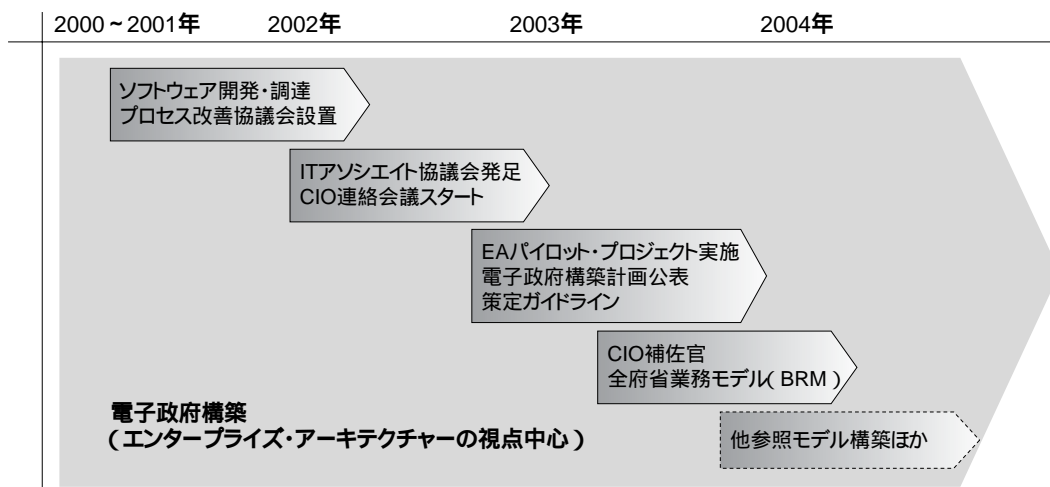 2000～2001年 2002年 2003年 2004年
ソフトウェア開発・調達
プロセス改善協議会設置
ITアソシエイト協議会発足
CIO連絡会議スタート
EAパイロット・プロジェクト実施
電子政府構築計画公表
策定ガイドライン
CIO補佐官
全府省業務モデル(BRM)
他参照モデル構築ほか
電子政府構築
(エンタープライズ・アーキテクチャーの視点中心)